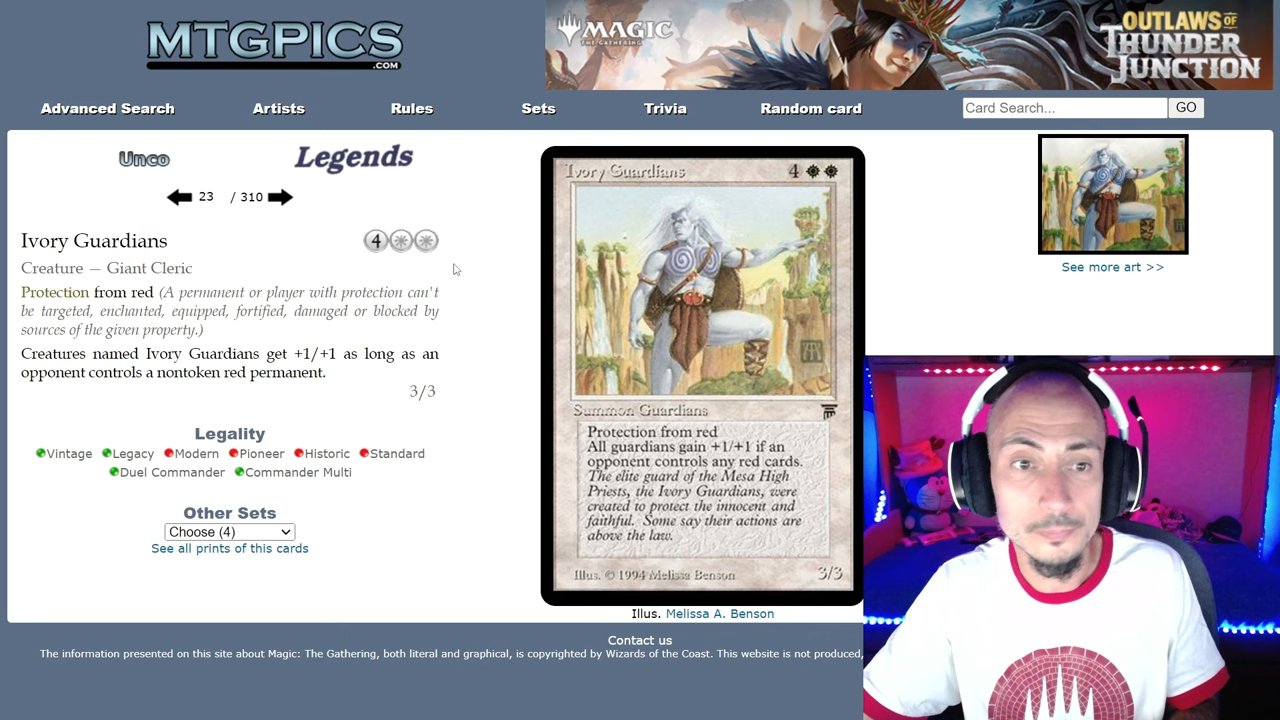 MTGPICS
.COM
MAGIC
THE GATHERING
OUTLAWS OF
THUNDER
JUNCTION
Advanced Search
Artists
Rules
Sets
Trivia
Random card
Card Search...
GO
Unco
Legends
23 / 310
Ivory Guardians
4
Creature — Giant Cleric
Protection from red (A permanent or player with protection can't
be targeted, enchanted, equipped, fortified, damaged or blocked by
sources of the given property.)
Creatures named Ivory Guardians get +1/+1 as long as an
opponent controls a nontoken red permanent.
3/3
Legality
Vintage Legacy Modern Pioneer Historic Standard
Duel Commander Commander Multi
Other Sets
Choose (4)
See all prints of this cards
Ivory Guardians 4
Summon Guardians
Protection from red
All guardians gain +1/+1 if an
opponent controls any red cards.
The elite guard of the Mesa High
Priests, the Ivory Guardians, were
created to protect the innocent and
faithful. Some say their actions are
above the law.
Illus. © 1994 Melissa Benson 3/3
Illus. Melissa A. Benson
See more art >>
Contact us
The information presented on this site about Magic: The Gathering, both literal and graphical, is copyrighted by Wizards of the Coast. This website is not produced,